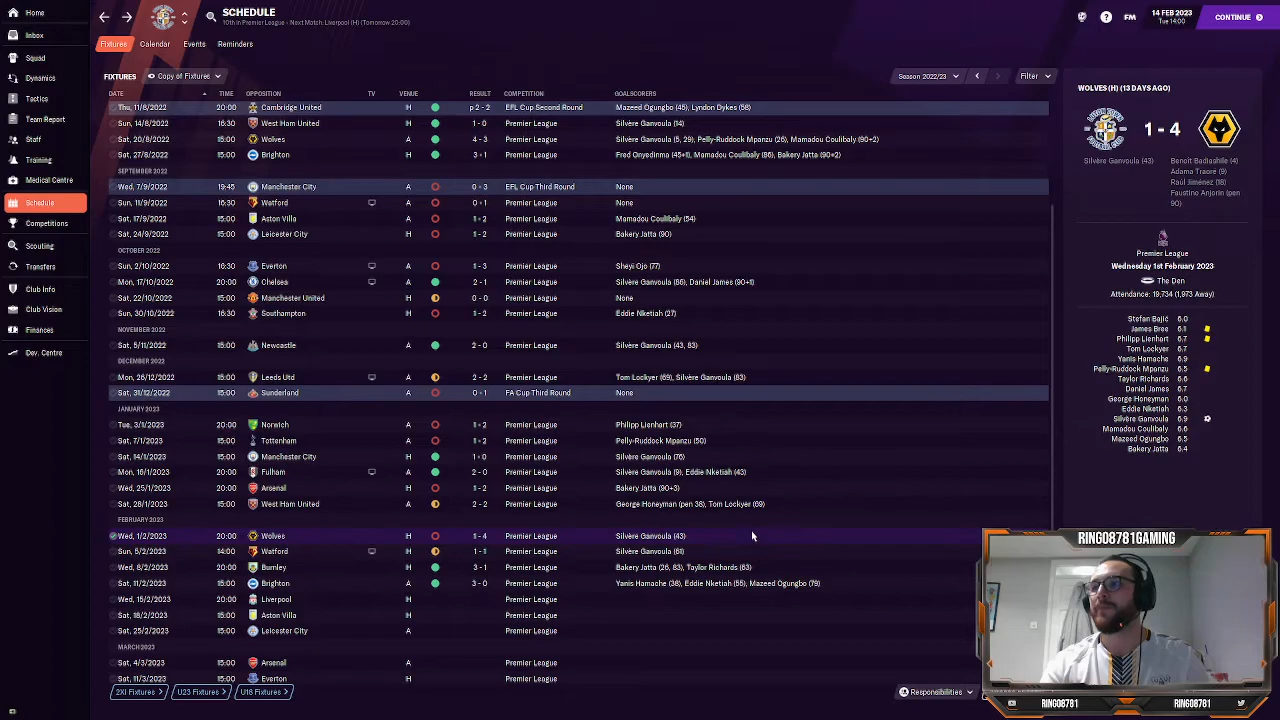 Home
SCHEDULE
10th in Premier League - Next Match: Liverpool (H) (Tomorrow 20:00)
FM
14 FEB 2023
Tue 14:00
CONTINUE
Inbox
Squad
Dynamics
Tactics
Team Report
Staff
Training
Medical Centre
Schedule
Competitions
Scouting
Transfers
Club Info
Club Vision
Finances
Dev. Centre
Fixtures Calendar Events Reminders
FIXTURES Copy of Fixtures Season 2022/23 Filter
DATE TIME OPPOSITION TV VENUE RESULT COMPETITION GOALSCORERS
Thu, 11/8/2022 20:00 Cambridge United H p 2 - 2 EFL Cup Second Round Mazeed Ogungbo (45), Lyndon Dykes (58)
Sun, 14/8/2022 16:30 West Ham United H 1 - 0 Premier League Silvère Ganvoula (14)
Sat, 20/8/2022 15:00 Wolves A 4 - 3 Premier League Silvère Ganvoula (5, 29), Pelly-Ruddock Mpanzu (26), Mamadou Coulibaly (90+2)
Sat, 27/8/2022 15:00 Brighton H 3 - 1 Premier League Fred Onyedinma (45+1), Mamadou Coulibaly (86), Bakery Jatta (90+2)
SEPTEMBER 2022
Wed, 7/9/2022 19:45 Manchester City A 0 - 3 EFL Cup Third Round None
Sun, 11/9/2022 16:30 Watford A 0 - 1 Premier League None
Sat, 17/9/2022 15:00 Aston Villa A 1 - 2 Premier League Mamadou Coulibaly (54)
Sat, 24/9/2022 15:00 Leicester City H 1 - 2 Premier League Bakery Jatta (90)
OCTOBER 2022
Sun, 2/10/2022 16:30 Everton A 1 - 3 Premier League Sheyi Ojo (77)
Mon, 17/10/2022 20:00 Chelsea A 2 - 1 Premier League Silvère Ganvoula (86), Daniel James (90+1)
Sat, 22/10/2022 15:00 Manchester United H 0 - 0 Premier League None
Sun, 30/10/2022 16:30 Southampton H 1 - 2 Premier League Eddie Nketiah (27)
NOVEMBER 2022
Sat, 5/11/2022 15:00 Newcastle A 2 - 0 Premier League Silvère Ganvoula (43, 83)
DECEMBER 2022
Mon, 26/12/2022 15:00 Leeds Utd A 2 - 2 Premier League Tom Lockyer (69), Silvère Ganvoula (83)
Sat, 31/12/2022 15:00 Sunderland A 0 - 1 FA Cup Third Round None
JANUARY 2023
Tue, 3/1/2023 20:00 Norwich A 1 - 2 Premier League Philipp Lienhart (37)
Sat, 7/1/2023 15:00 Tottenham A 1 - 2 Premier League Pelly-Ruddock Mpanzu (50)
Sat, 14/1/2023 15:00 Manchester City H 1 - 0 Premier League Silvère Ganvoula (76)
Mon, 16/1/2023 20:00 Fulham A 2 - 0 Premier League Silvère Ganvoula (9), Eddie Nketiah (43)
Wed, 25/1/2023 20:00 Arsenal H 1 - 2 Premier League Bakery Jatta (90+3)
Sat, 28/1/2023 15:00 West Ham United A 2 - 2 Premier League George Honeyman (pen 38), Tom Lockyer (69)
FEBRUARY 2023
Wed, 1/2/2023 20:00 Wolves H 1 - 4 Premier League Silvère Ganvoula (43)
Sun, 5/2/2023 14:00 Watford H 1 - 1 Premier League Silvère Ganvoula (61)
Wed, 8/2/2023 20:00 Burnley H 3 - 1 Premier League Bakery Jatta (26, 83), Taylor Richards (63)
Sat, 11/2/2023 15:00 Brighton A 3 - 0 Premier League Yanis Hamache (38), Eddie Nketiah (55), Mazeed Ogungbo (79)
Wed, 15/2/2023 20:00 Liverpool H Premier League
Sat, 18/2/2023 15:00 Aston Villa H Premier League
Sat, 25/2/2023 15:00 Leicester City A Premier League
MARCH 2023
Sat, 4/3/2023 15:00 Arsenal A Premier League
Sat, 11/3/2023 15:00 Everton H Premier League
2XI Fixtures U23 Fixtures U18 Fixtures Responsibilities
WOLVES (H) (13 DAYS AGO)
1 - 4
Silvère Ganvoula (43)
Benoît Badiashile (4)
Adama Traoré (9)
Raúl Jiménez (18)
Faustino Anjorin (pen
90)
Premier League
Wednesday 1st February 2023
The Den
Attendance: 19,734 (1,973 Away)
Stefan Bajic 6.0
James Bree 6.1
Philipp Lienhart 6.7
Tom Lockyer 6.7
Yanis Hamache 6.9
Pelly-Ruddock Mpanzu 6.5
Taylor Richards 6.6
Daniel James 6.7
George Honeyman 6.0
Eddie Nketiah 6.3
Silvère Ganvoula 6.9
Mamadou Coulibaly 6.6
Mazeed Ogungbo 6.5
Bakery Jatta 6.4
RINGO8781GAMING
RINGO8781 RINGO8781